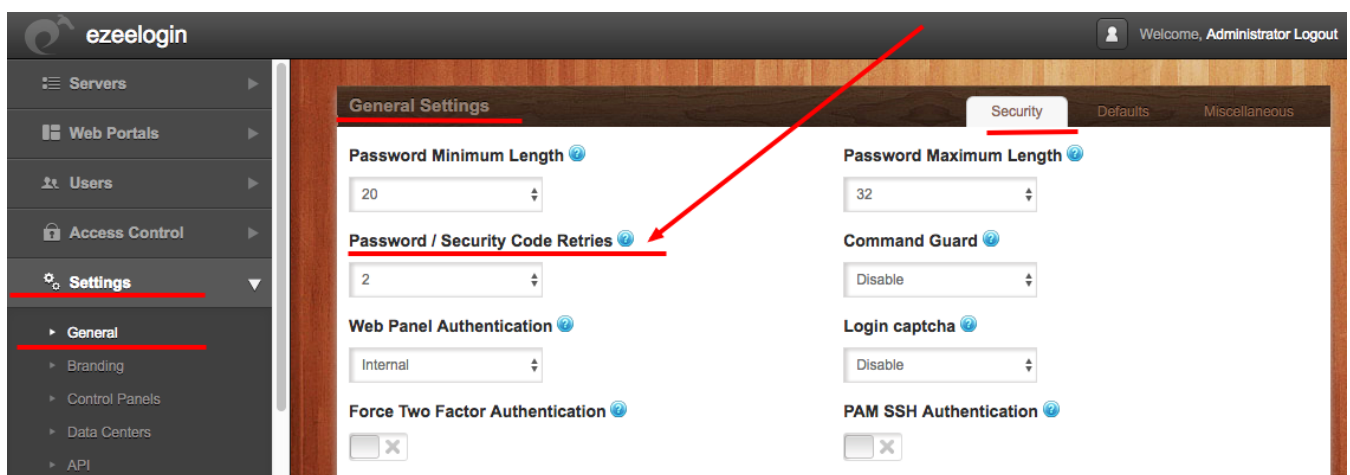 ezeelogin
Welcome, Administrator Logout
Servers
Web Portals
Users
Access Control
Settings
General
Branding
Control Panels
Data Centers
API
General Settings
Security Defaults Miscellaneous
Password Minimum Length Password Maximum Length
20 32
Password / Security Code Retries Command Guard
2 Disable
Web Panel Authentication Login captcha
Internal Disable
Force Two Factor Authentication PAM SSH Authentication